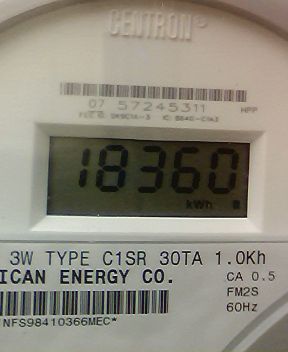 CENTRON®
07 57245311 HPP
18360
kWh
3W TYPE C1SR 30TA 1.0Kh
ICAN ENERGY CO. CA 0.5
FM2S
60Hz
NFS98410366MEC*